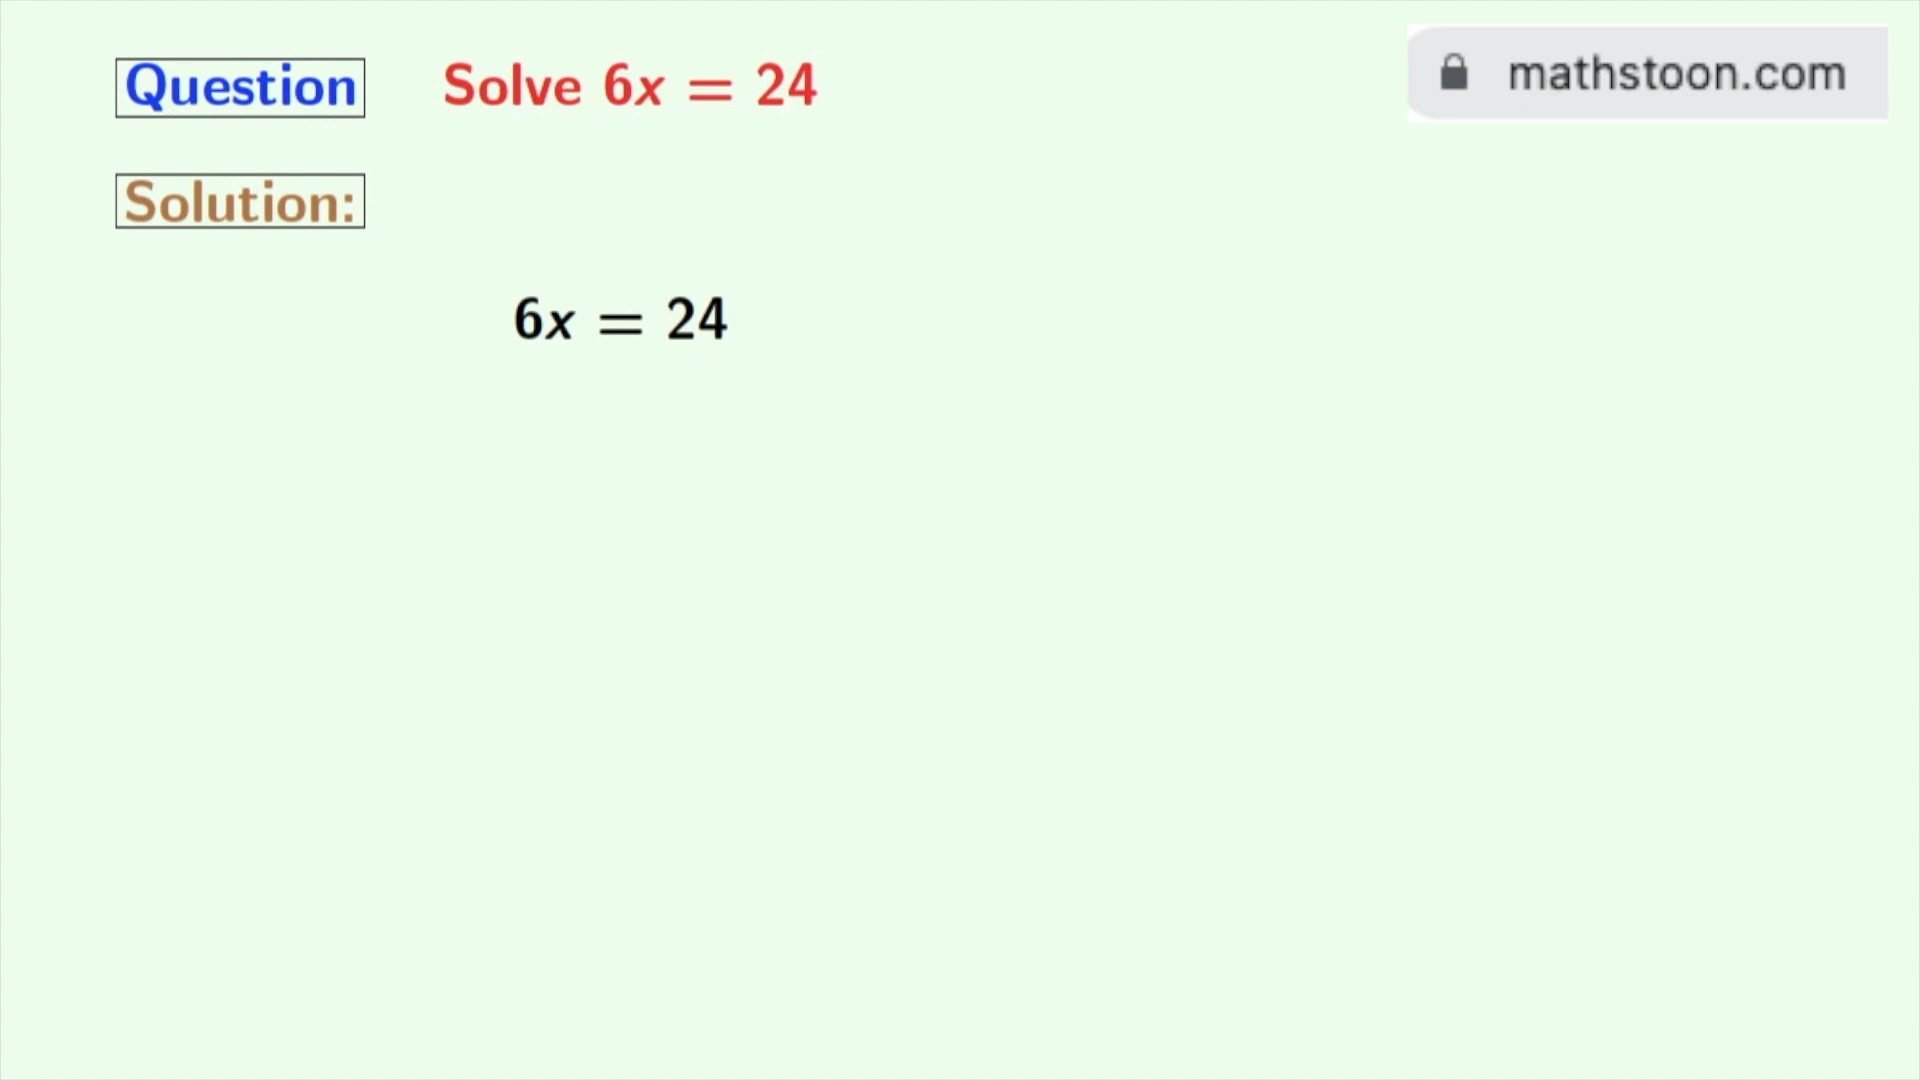 Question Solve 6x = 24
mathstoon.com
Solution:
6x = 24